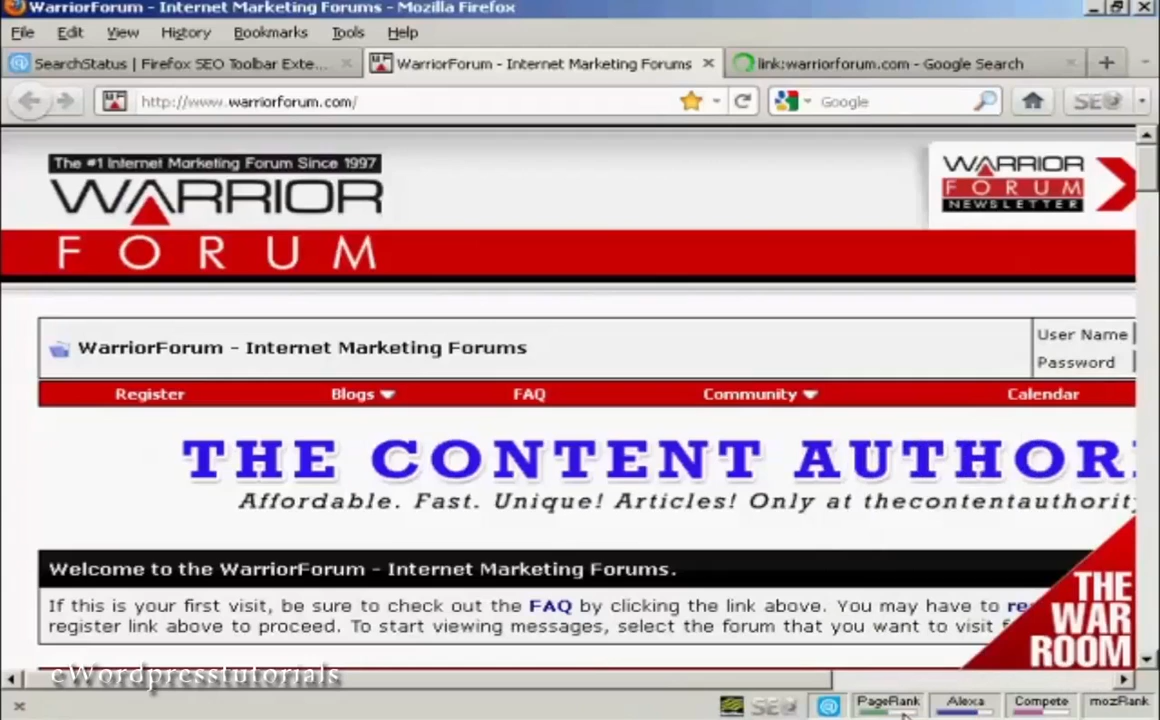 WarriorForum - Internet Marketing Forums - Mozilla Firefox
File Edit View History Bookmarks Tools Help
SearchStatus | Firefox SEO Toolbar Exte... WarriorForum - Internet Marketing Forums link:warriorforum.com - Google Search
http://www.warriorforum.com/ Google SEO
The #1 Internet Marketing Forum Since 1997
WARRIOR
FORUM
WARRIOR
FORUM
NEWSLETTER
WarriorForum - Internet Marketing Forums
User Name
Password
Register Blogs FAQ Community Calendar
THE CONTENT AUTHOR
Affordable. Fast. Unique! Articles! Only at thecontentauthority
Welcome to the WarriorForum - Internet Marketing Forums.
If this is your first visit, be sure to check out the FAQ by clicking the link above. You may have to re
register link above to proceed. To start viewing messages, select the forum that you want to visit f
THE
WAR
ROOM
eWordpresstutorials
SEO PageRank Alexa Compete mozRank